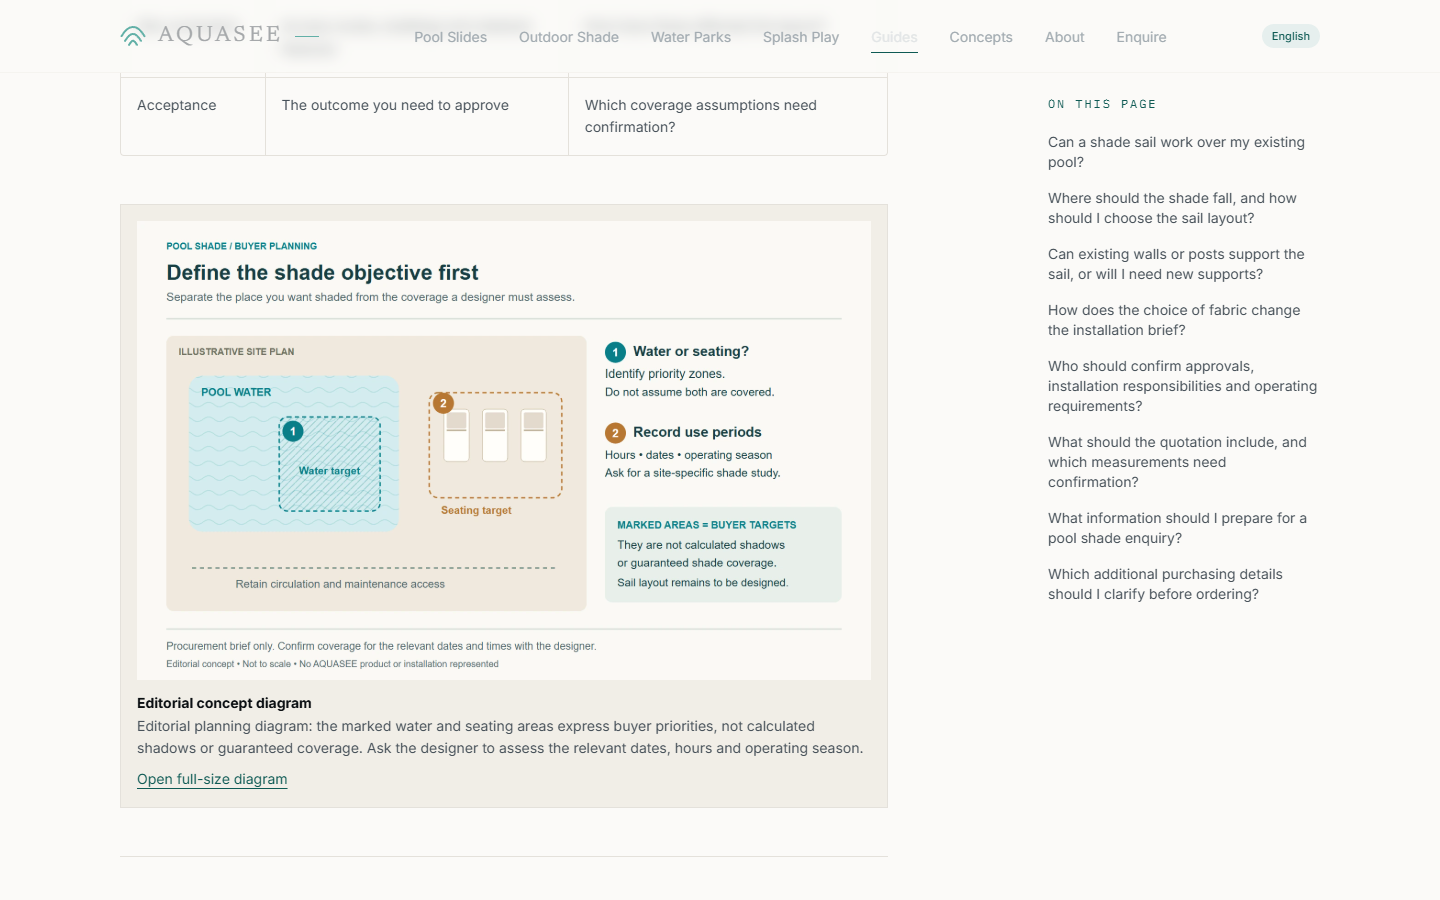 AQUASEE
Pool Slides
Outdoor Shade
Water Parks
Splash Play
Guides
Concepts
About
Enquire
English
Acceptance
The outcome you need to approve
Which coverage assumptions need
confirmation?
POOL SHADE / BUYER PLANNING
Define the shade objective first
Separate the place you want shaded from the coverage a designer must assess.
ILLUSTRATIVE SITE PLAN
POOL WATER
1
Water target
2
Seating target
Retain circulation and maintenance access
1 Water or seating?
Identify priority zones.
Do not assume both are covered.
2 Record use periods
Hours • dates • operating season
Ask for a site-specific shade study.
MARKED AREAS = BUYER TARGETS
They are not calculated shadows
or guaranteed shade coverage.
Sail layout remains to be designed.
Procurement brief only. Confirm coverage for the relevant dates and times with the designer.
Editorial concept • Not to scale • No AQUASEE product or installation represented
Editorial concept diagram
Editorial planning diagram: the marked water and seating areas express buyer priorities, not calculated
shadows or guaranteed coverage. Ask the designer to assess the relevant dates, hours and operating season.
Open full-size diagram
ON THIS PAGE
Can a shade sail work over my existing
pool?
Where should the shade fall, and how
should I choose the sail layout?
Can existing walls or posts support the
sail, or will I need new supports?
How does the choice of fabric change
the installation brief?
Who should confirm approvals,
installation responsibilities and operating
requirements?
What should the quotation include, and
which measurements need
confirmation?
What information should I prepare for a
pool shade enquiry?
Which additional purchasing details
should I clarify before ordering?